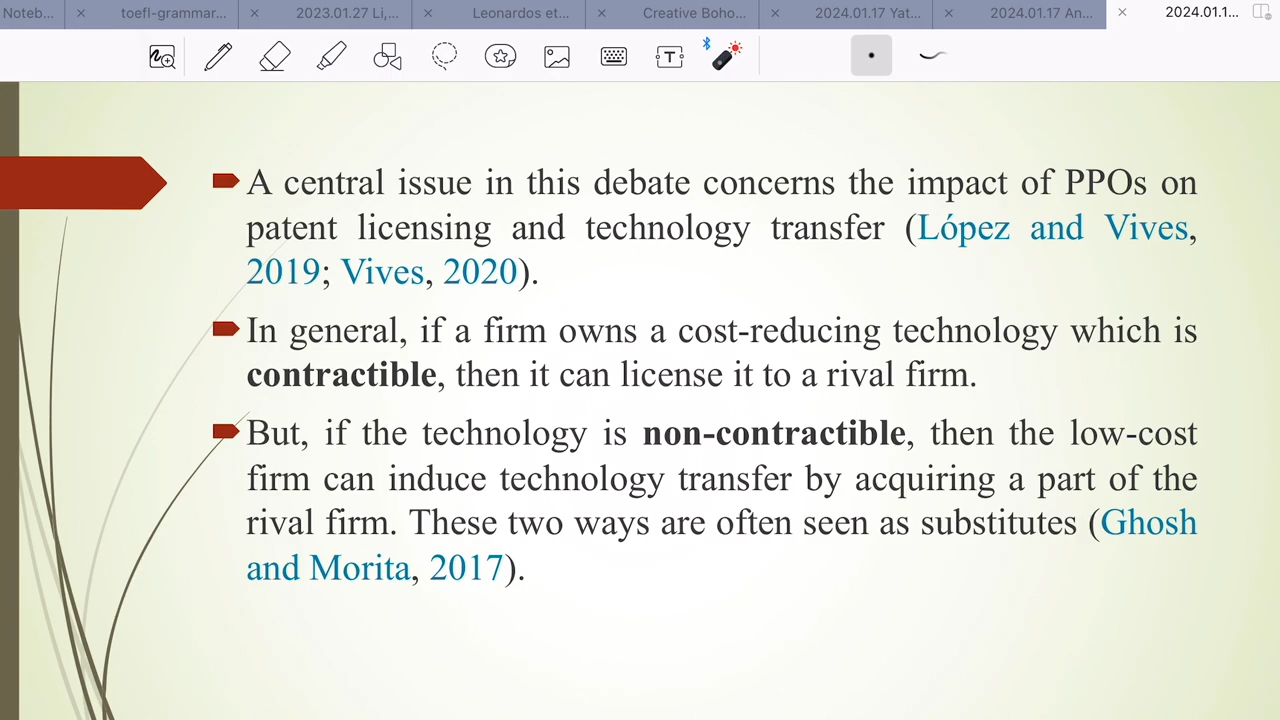 Noteb... × toefl-grammar... × 2023.01.27 Li,... × Leonardos et... × Creative Boho... × 2024.01.17 Yat... × 2024.01.17 An... × 2024.01.1...
T
A central issue in this debate concerns the impact of PPOs on
patent licensing and technology transfer (López and Vives,
2019; Vives, 2020).
In general, if a firm owns a cost-reducing technology which is
contractible, then it can license it to a rival firm.
But, if the technology is non-contractible, then the low-cost
firm can induce technology transfer by acquiring a part of the
rival firm. These two ways are often seen as substitutes (Ghosh
and Morita, 2017).